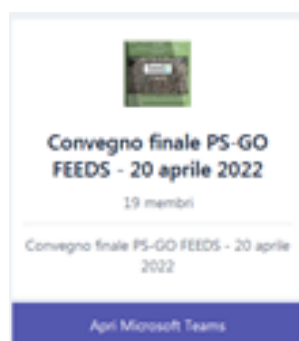 Convegno finale PS-GO
FEEDS - 20 aprile 2022
19 membri
Convegno finale PS-GO FEEDS - 20 aprile
2022
Apri Microsoft Teams